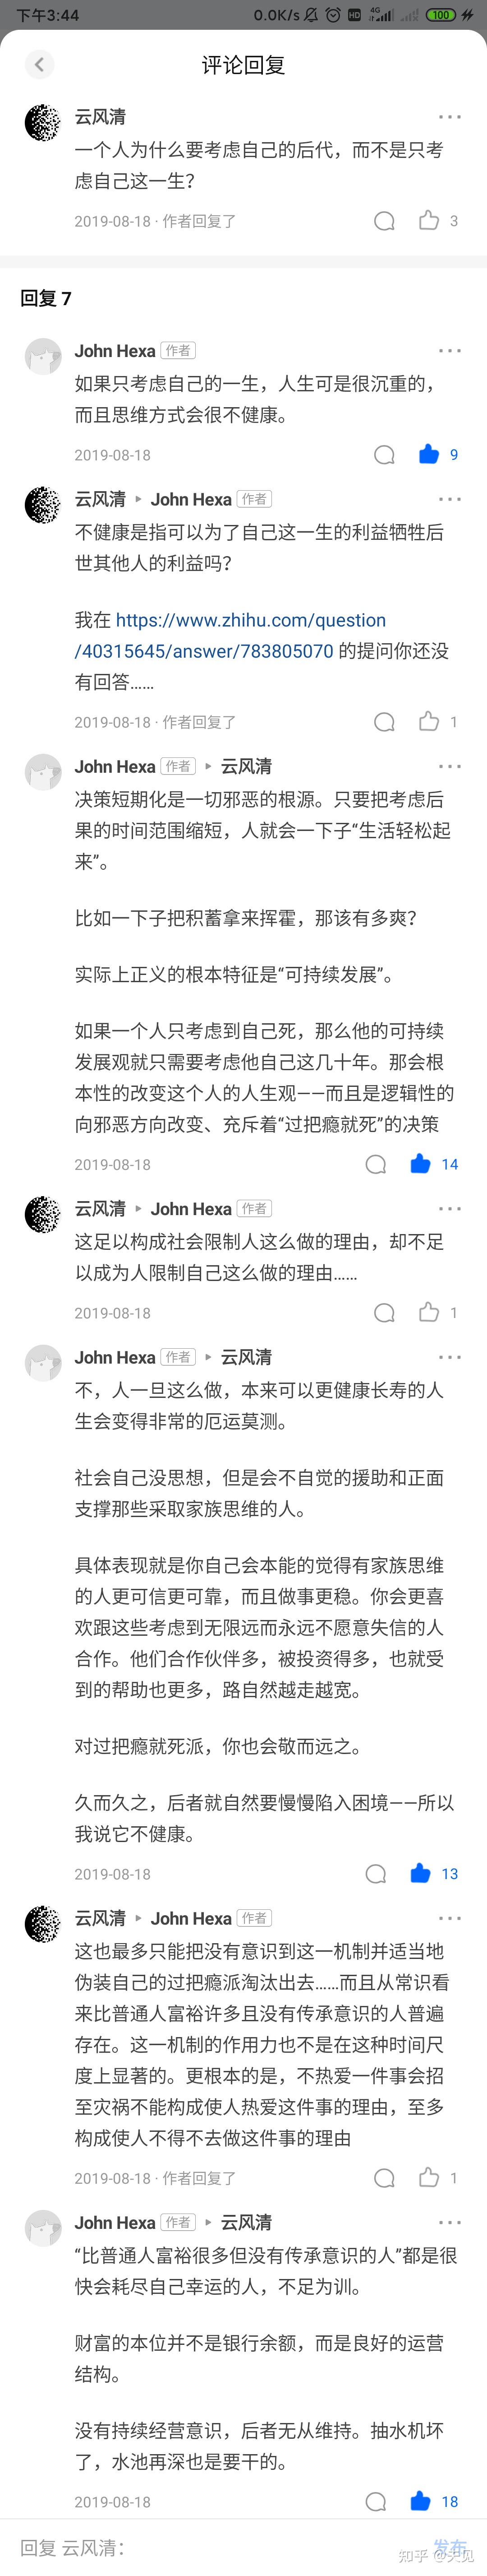 下午3:44
0.0K/s
HD
4G
100
评论回复
云风清
一个人为什么要考虑自己的后代，而不是只考
虑自己这一生？
2019-08-18 · 作者回复了
3
回复 7
John Hexa 作者
如果只考虑自己的一生，人生可是很沉重的，
而且思维方式会很不健康。
2019-08-18
9
云风清 ▸ John Hexa 作者
不健康是指可以为了自己这一生的利益牺牲后
世其他人的利益吗？
我在 https://www.zhihu.com/question
/40315645/answer/783805070 的提问你还没
有回答……
2019-08-18 · 作者回复了
1
John Hexa 作者 ▸ 云风清
决策短期化是一切邪恶的根源。只要把考虑后
果的时间范围缩短，人就会一下子“生活轻松起
来”。
比如一下子把积蓄拿来挥霍，那该有多爽？
实际上正义的根本特征是“可持续发展”。
如果一个人只考虑到自己死，那么他的可持续
发展观就只需要考虑他自己这几十年。那会根
本性的改变这个人的人生观——而且是逻辑性的
向邪恶方向改变、充斥着“过把瘾就死”的决策
2019-08-18
14
云风清 ▸ John Hexa 作者
这足以构成社会限制人这么做的理由，却不足
以成为人限制自己这么做的理由……
2019-08-18
1
John Hexa 作者 ▸ 云风清
不，人一旦这么做，本来可以更健康长寿的人
生会变得非常的厄运莫测。
社会自己没思想，但是会不自觉的援助和正面
支撑那些采取家族思维的人。
具体表现就是你自己会本能的觉得有家族思维
的人更可信更可靠，而且做事更稳。你会更喜
欢跟这些考虑到无限远而永远不愿意失信的人
合作。他们合作伙伴多，被投资得多，也就受
到的帮助也更多，路自然越走越宽。
对过把瘾就死派，你也会敬而远之。
久而久之，后者就自然要慢慢陷入困境——所以
我说它不健康。
2019-08-18
13
云风清 ▸ John Hexa 作者
这也最多只能把没有意识到这一机制并适当地
伪装自己的过把瘾派淘汰出去……而且从常识看
来比普通人富裕许多且没有传承意识的人普遍
存在。这一机制的作用力也不是在这种时间尺
度上显著的。更根本的是，不热爱一件事会招
至灾祸不能构成使人热爱这件事的理由，至多
构成使人不得不去做这件事的理由
2019-08-18 · 作者回复了
1
John Hexa 作者 ▸ 云风清
“比普通人富裕很多但没有传承意识的人”都是很
快会耗尽自己幸运的人，不足为训。
财富的本位并不是银行余额，而是良好的运营
结构。
没有持续经营意识，后者无从维持。抽水机坏
了，水池再深也是要干的。
2019-08-18
18
回复 云风清：
发布